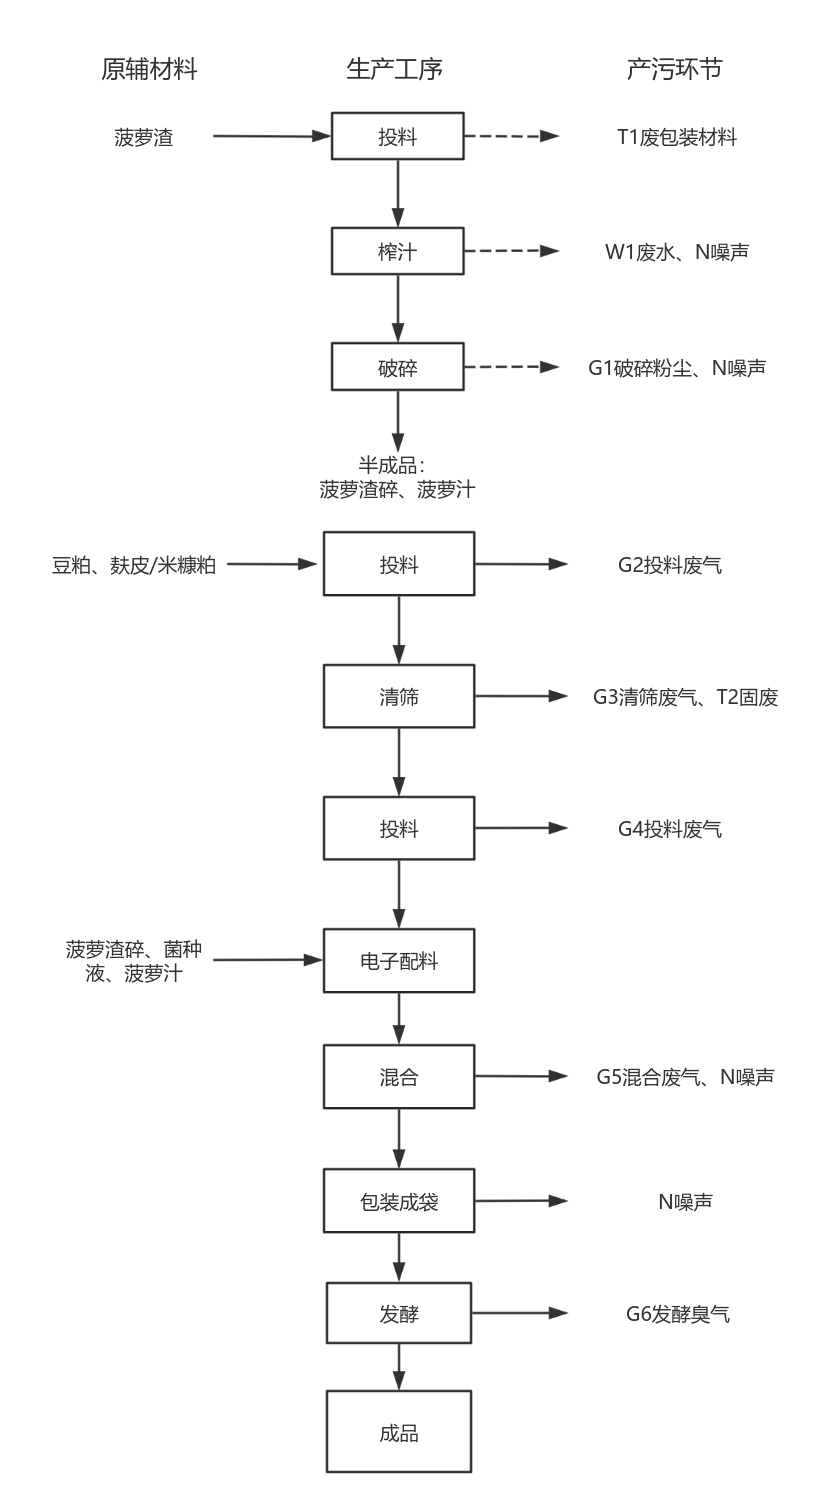 原辅材料 生产工序 产污环节
菠萝渣 投料 T1废包装材料
榨汁 W1废水、N噪声
破碎 G1破碎粉尘、N噪声
半成品：
菠萝渣碎、菠萝汁
豆粕、麸皮/米糠粕 投料 G2投料废气
清筛 G3清筛废气、T2固废
投料 G4投料废气
菠萝渣碎、菌种
液、菠萝汁
电子配料
混合 G5混合废气、N噪声
包装成袋 N噪声
发酵 G6发酵臭气
成品